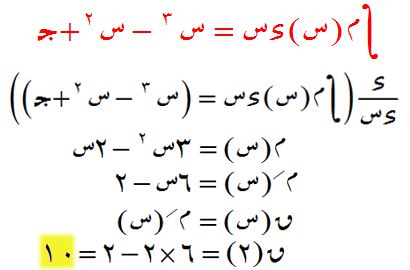 ∫م(س)ءس = س^٣ − س^٢ + جـ
ء/ءس (∫م(س)ءس) = (س^٣ − س^٢ + جـ)
م(س) = ٣س^٢ − ٢س
م′(س) = ٦س − ٢
ق(س) = م′(س)
ق(٢) = ٦×٢ − ٢ = ١٠